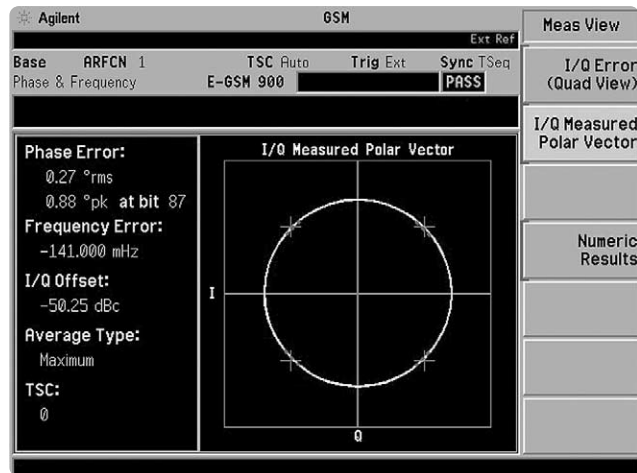 Agilent
GSM
Meas View
Ext Ref
Base ARFCN 1 TSC Auto Trig Ext Sync TSeq
Phase & Frequency E-GSM 900 PASS
I/Q Error
(Quad View)
I/Q Measured
Polar Vector
Numeric
Results
Phase Error:
0.27 °rms
0.88 °pk at bit 87
Frequency Error:
-141.000 mHz
I/Q Offset:
-50.25 dBc
Average Type:
Maximum
TSC:
0
I/Q Measured Polar Vector
I
Q